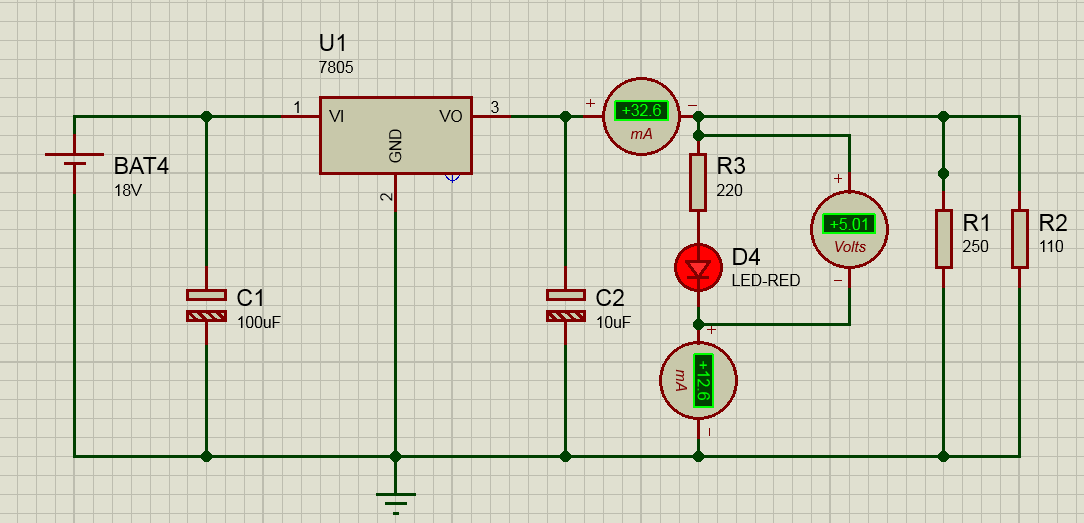 U1
7805
1
VI
VO
3
GND
2
BAT4
18V
C1
100uF
C2
10uF
+
+32.6
mA
−
R3
220
D4
LED-RED
+
+5.01
Volts
−
+
+12.6
mA
−
R1
250
R2
110